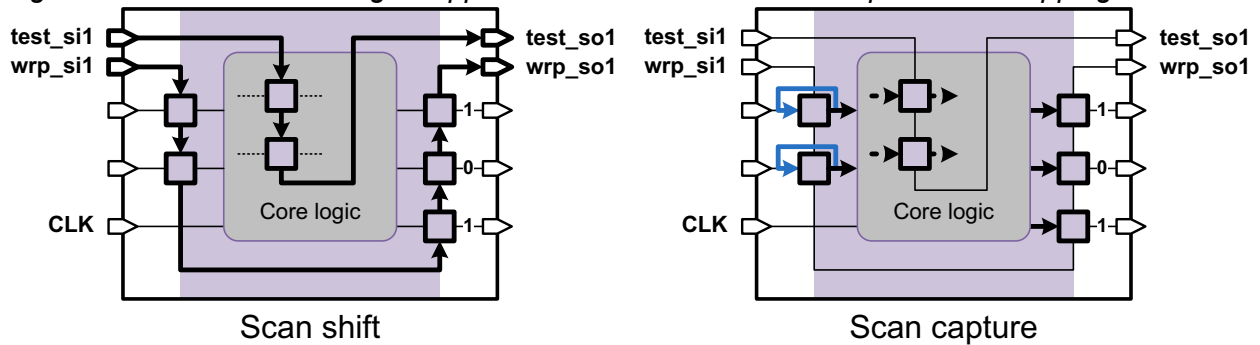 test_si1
test_so1
wrp_si1
wrp_so1
1
0
Core logic
CLK
1
Scan shift
test_si1
test_so1
wrp_si1
wrp_so1
1
0
Core logic
CLK
1
Scan capture